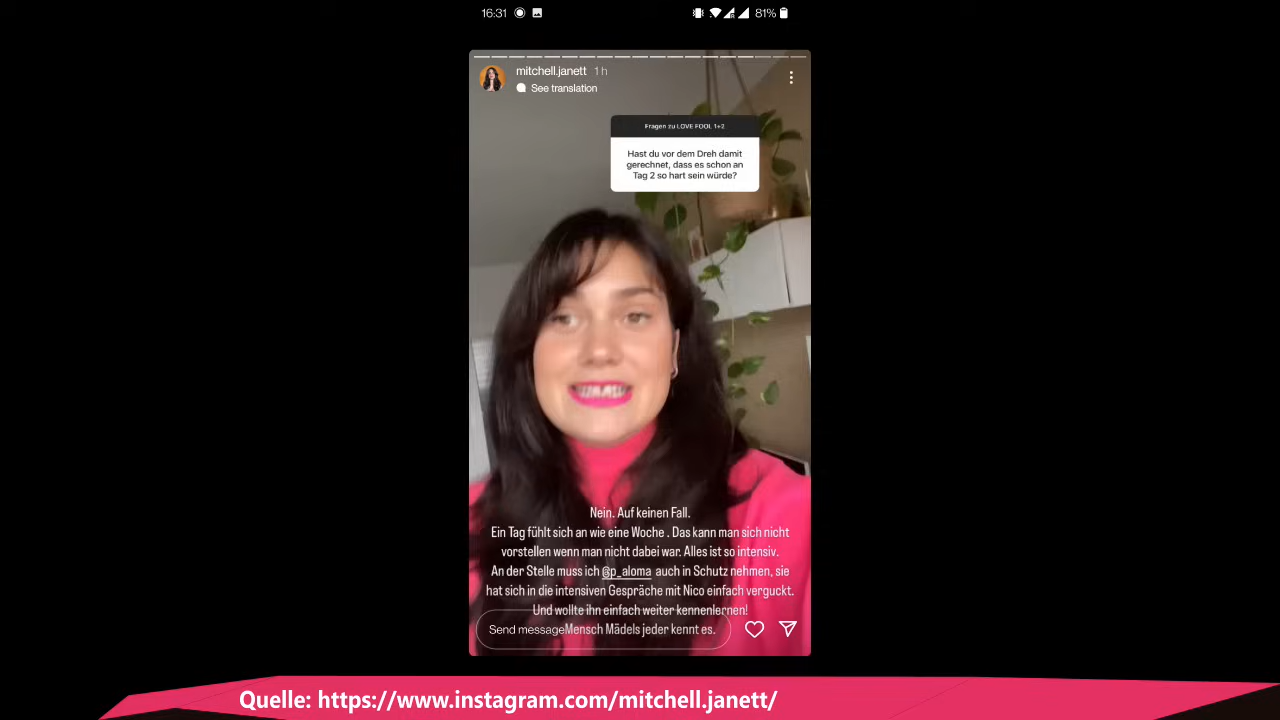 16:31
81%
mitchell.janett 1 h
See translation
Fragen zu LOVE FOOL 1+2
Hast du vor dem Dreh damit
gerechnet, dass es schon an
Tag 2 so hart sein würde?
Nein. Auf keinen Fall.
Ein Tag fühlt sich an wie eine Woche . Das kann man sich nicht
vorstellen wenn man nicht dabei war. Alles ist so intensiv.
An der Stelle muss ich @p_aloma auch in Schutz nehmen, sie
hat sich in die intensiven Gespräche mit Nico einfach verguckt.
Und wollte ihn einfach weiter kennenlernen!
Send message
Mensch Mädels jeder kennt es.
Quelle: https://www.instagram.com/mitchell.janett/